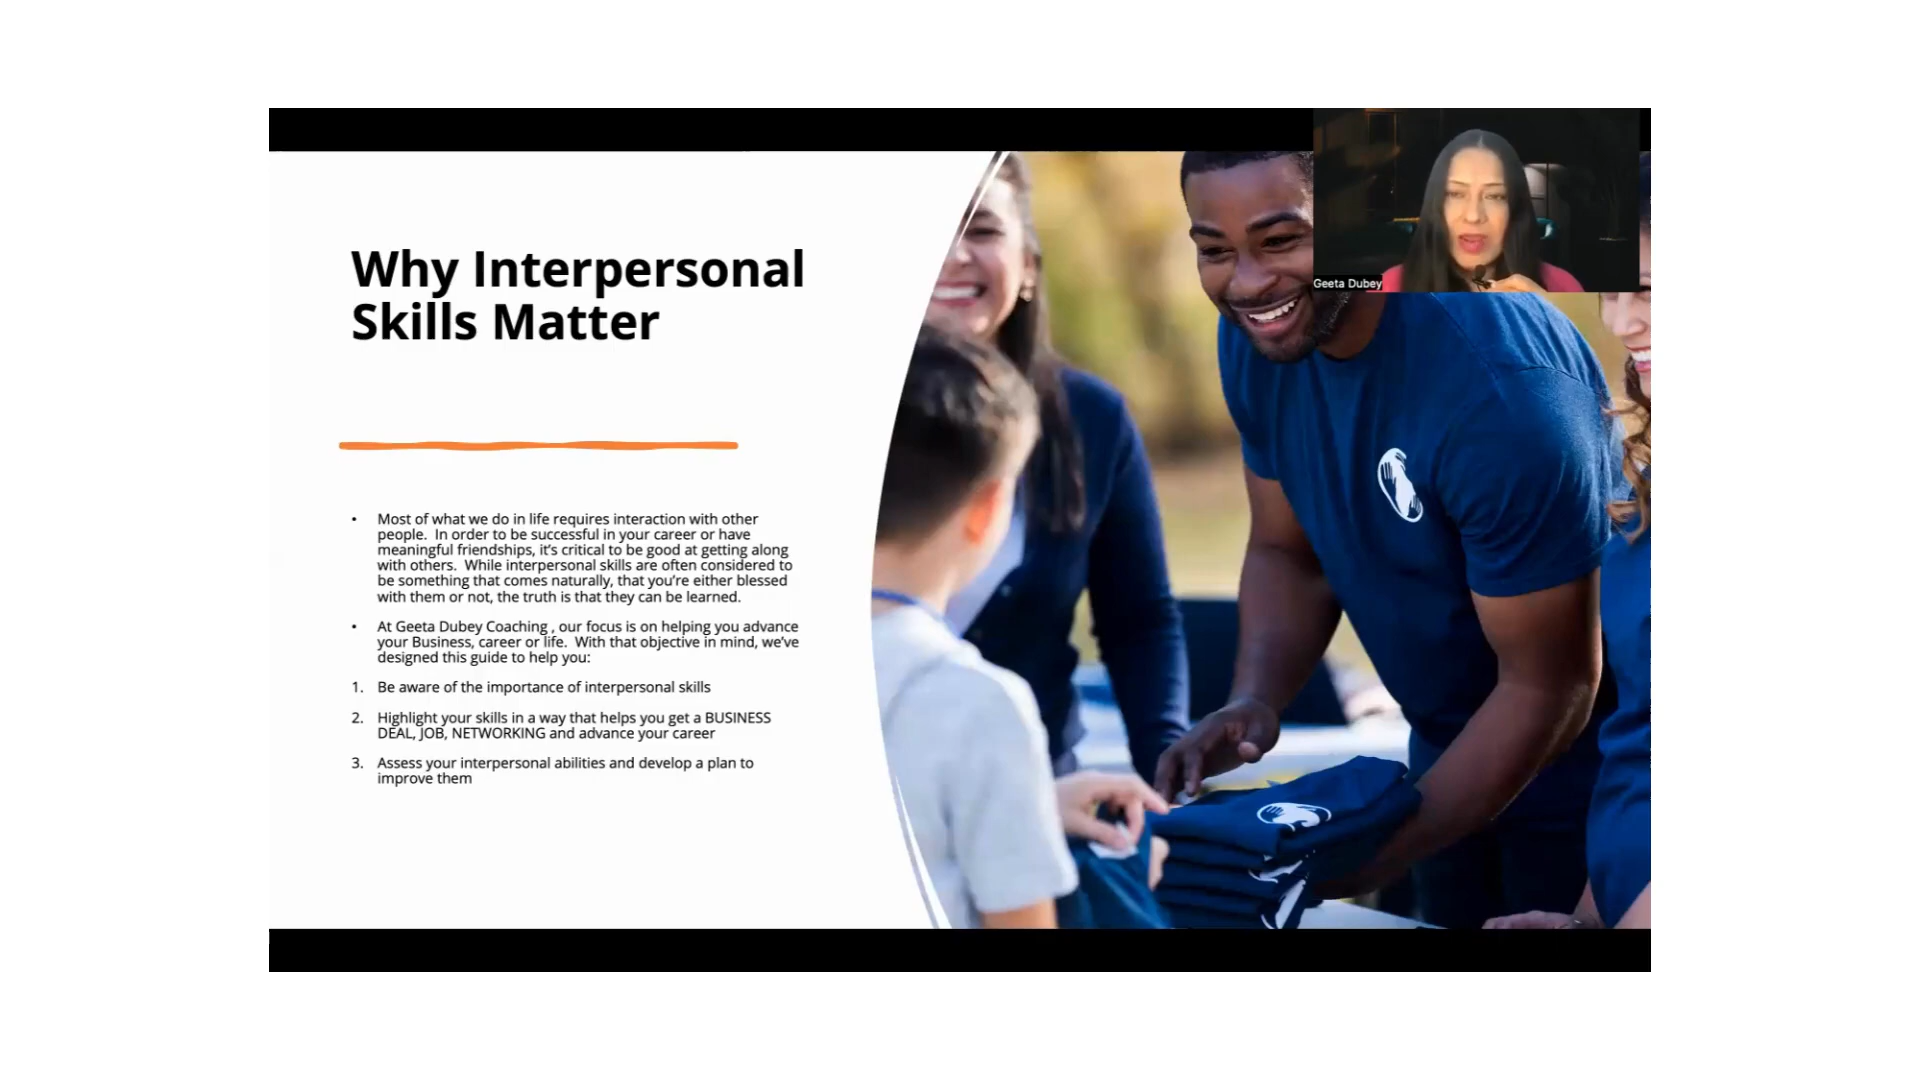 Why Interpersonal
Skills Matter
• Most of what we do in life requires interaction with other
people.  In order to be successful in your career or have
meaningful friendships, it’s critical to be good at getting along
with others.  While interpersonal skills are often considered to
be something that comes naturally, that you’re either blessed
with them or not, the truth is that they can be learned.
• At Geeta Dubey Coaching , our focus is on helping you advance
your Business, career or life.  With that objective in mind, we’ve
designed this guide to help you:
1. Be aware of the importance of interpersonal skills
2. Highlight your skills in a way that helps you get a BUSINESS
DEAL, JOB, NETWORKING and advance your career
3. Assess your interpersonal abilities and develop a plan to
improve them
Geeta Dubey